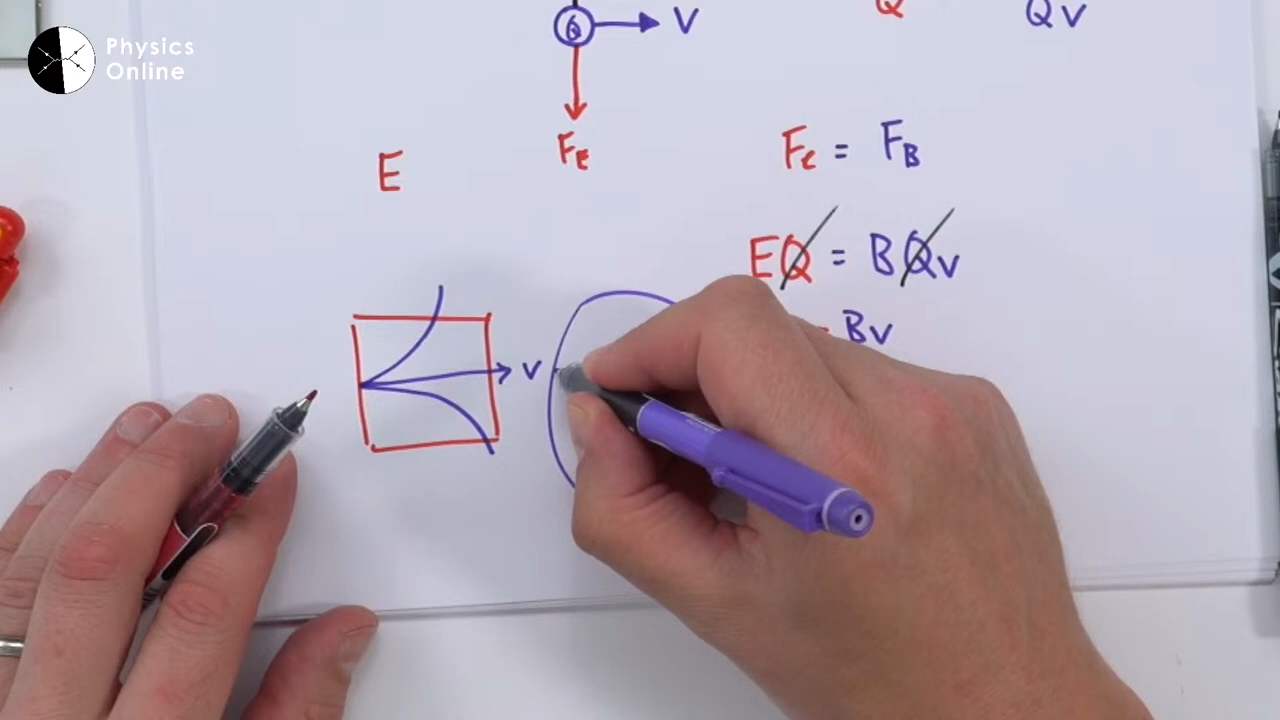 Physics
Online
Q V Q QV
FE
E
FE = FB
EQ = BQV
BV
V